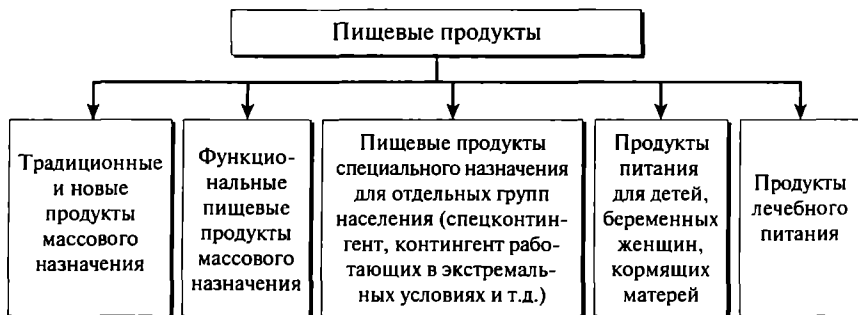 Пищевые продукты
Традиционные
и новые
продукты
массового
назначения
Функцио-
нальные
пищевые
продукты
массового
назначения
Пищевые продукты
специального назначения
для отдельных групп
населения (спецконтин-
гент, контингент рабо-
тающих в экстремаль-
ных условиях и т.д.)
Продукты
питания
для детей,
беременных
женщин,
кормящих
матерей
Продукты
лечебного
питания